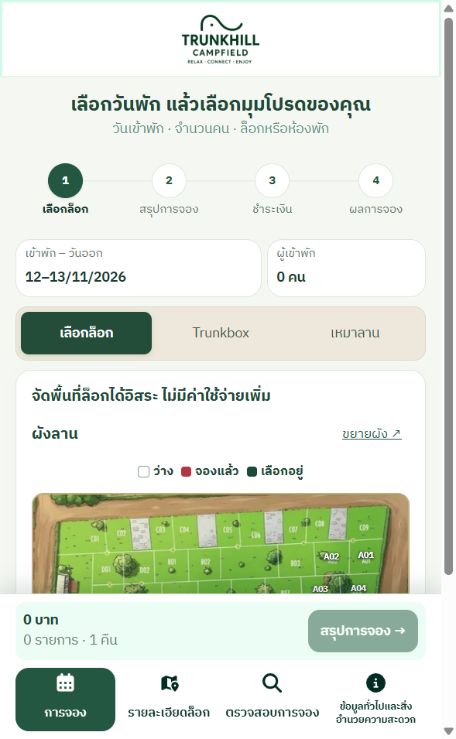 TRUNKHILL
CAMPFIELD
RELAX · CONNECT · ENJOY
เลือกวันพัก แล้วเลือกมุมโปรดของคุณ
วันเข้าพัก · จำนวนคน · ล็อกหรือห้องพัก
1 2 3 4
เลือกล็อก สรุปการจอง ชำระเงิน ผลการจอง
เข้าพัก – วันออก ผู้เข้าพัก
12–13/11/2026 0 คน
เลือกล็อก Trunkbox เหมาลาน
จัดพื้นที่ล็อกได้อิสระ ไม่มีค่าใช้จ่ายเพิ่ม
ผังลาน ขยายผัง ↗
ว่าง จองแล้ว เลือกอยู่
C01 C02 C03 C04 C05 C06 C07 C08 C09
D01 D02 B01 B02 B03 A02 A01
A03 A04
0 บาท
0 รายการ · 1 คืน
สรุปการจอง →
การจอง รายละเอียดล็อก ตรวจสอบการจอง ข้อมูลทั่วไปและสิ่ง
อำนวยความสะดวก